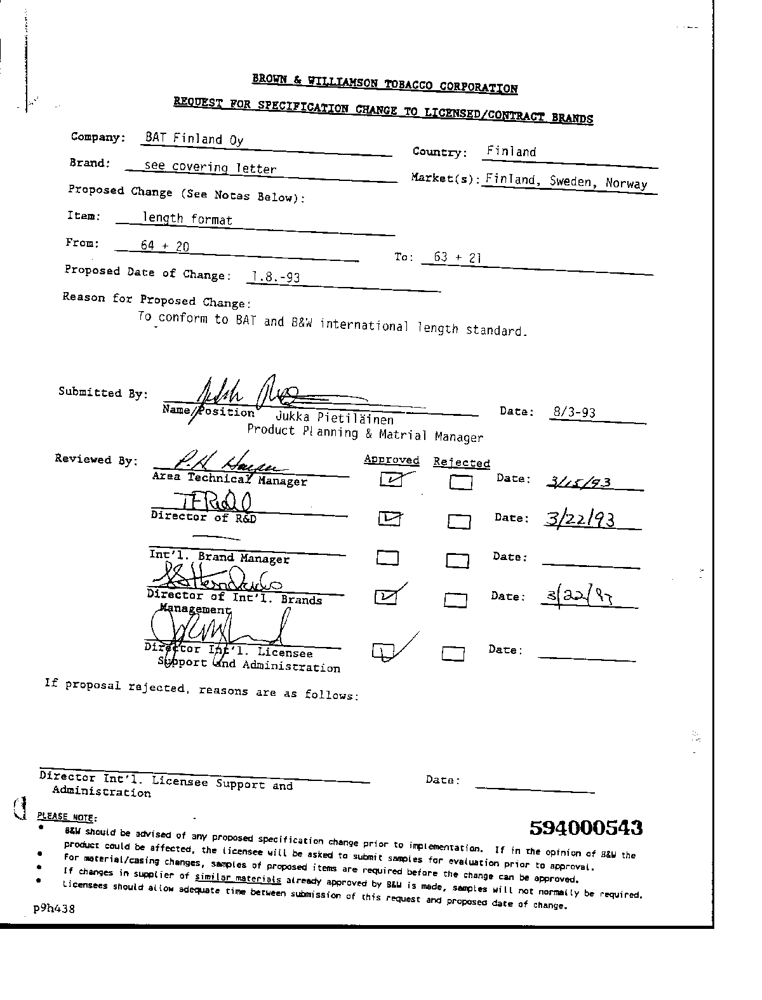 BROWN & WILLIAMSON TOBACCO CORPORATION
REQUEST FOR SPECIFICATION CHANGE TO LICENSED/CONTRACT BRANDS
Company: BAT Finland Oy Country: Finland
Brand: see covering letter Market(s): Finland, Sweden, Norway
Proposed Change (See Notes Below):
Item: length format
From: 64 + 20 To: 63 + 21
Proposed Date of Change: 1.8.-93
Reason for Proposed Change:
To conform to BAT and B&W international length standard.
Submitted By: Date: 8/3-93
Name/Position Jukka Pietiläinen
Product Planning & Matrial Manager
Reviewed By: P.H. Approved Rejected
Area Technical Manager Date: 3/15/93
Director of R&D Date: 3/22/93
Int'l. Brand Manager Date:
Director of Int'l. Brands Date: 3/22/93
Management
Director Int'l. Licensee Date:
Support and Administration
If proposal rejected, reasons are as follows:
Director Int'l. Licensee Support and Date:
Administration
594000543
PLEASE NOTE:
* B&W should be advised of any proposed specification change prior to implementation. If in the opinion of B&W the
product could be affected, the licensee will be asked to submit samples for evaluation prior to approval.
* For material/casing changes, samples of proposed items are required before the change can be approved.
* If changes in supplier of similar materials already approved by B&W is made, samples will not normally be required.
* Licensees should allow adequate time between submission of this request and proposed date of change.
p9h438